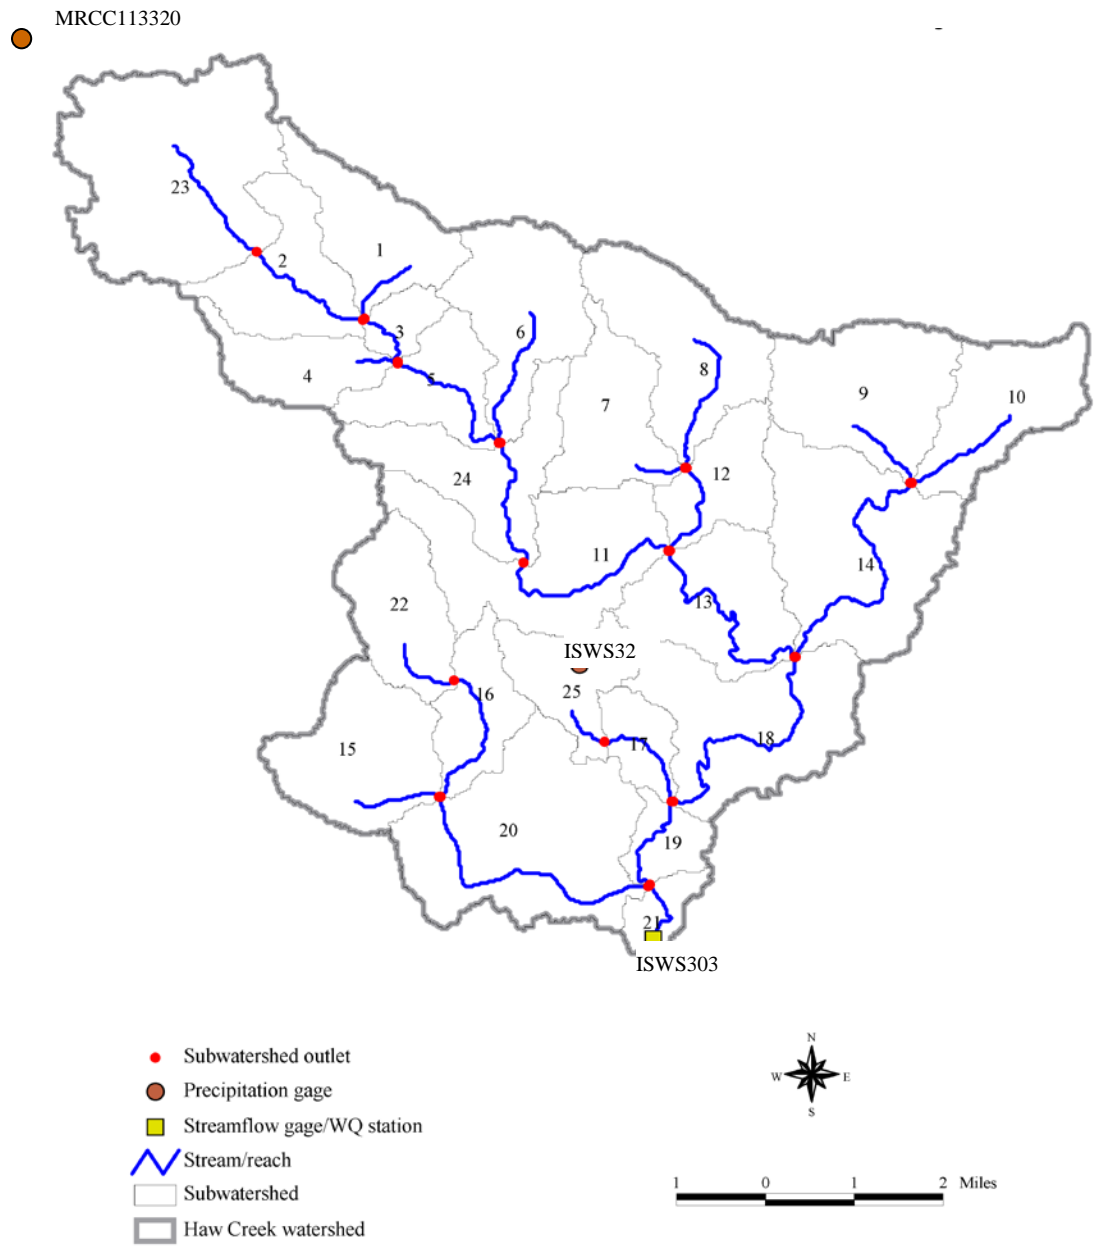 MRCC113320
23
2
1
3
6
4
5
8
7
9
10
24
12
11
14
22
13
ISWS32
25
16
15
17
18
20
19
21
ISWS303
Subwatershed outlet
Precipitation gage
Streamflow gage/WQ station
Stream/reach
Subwatershed
Haw Creek watershed
N
W E
S
1 0 1 2 Miles